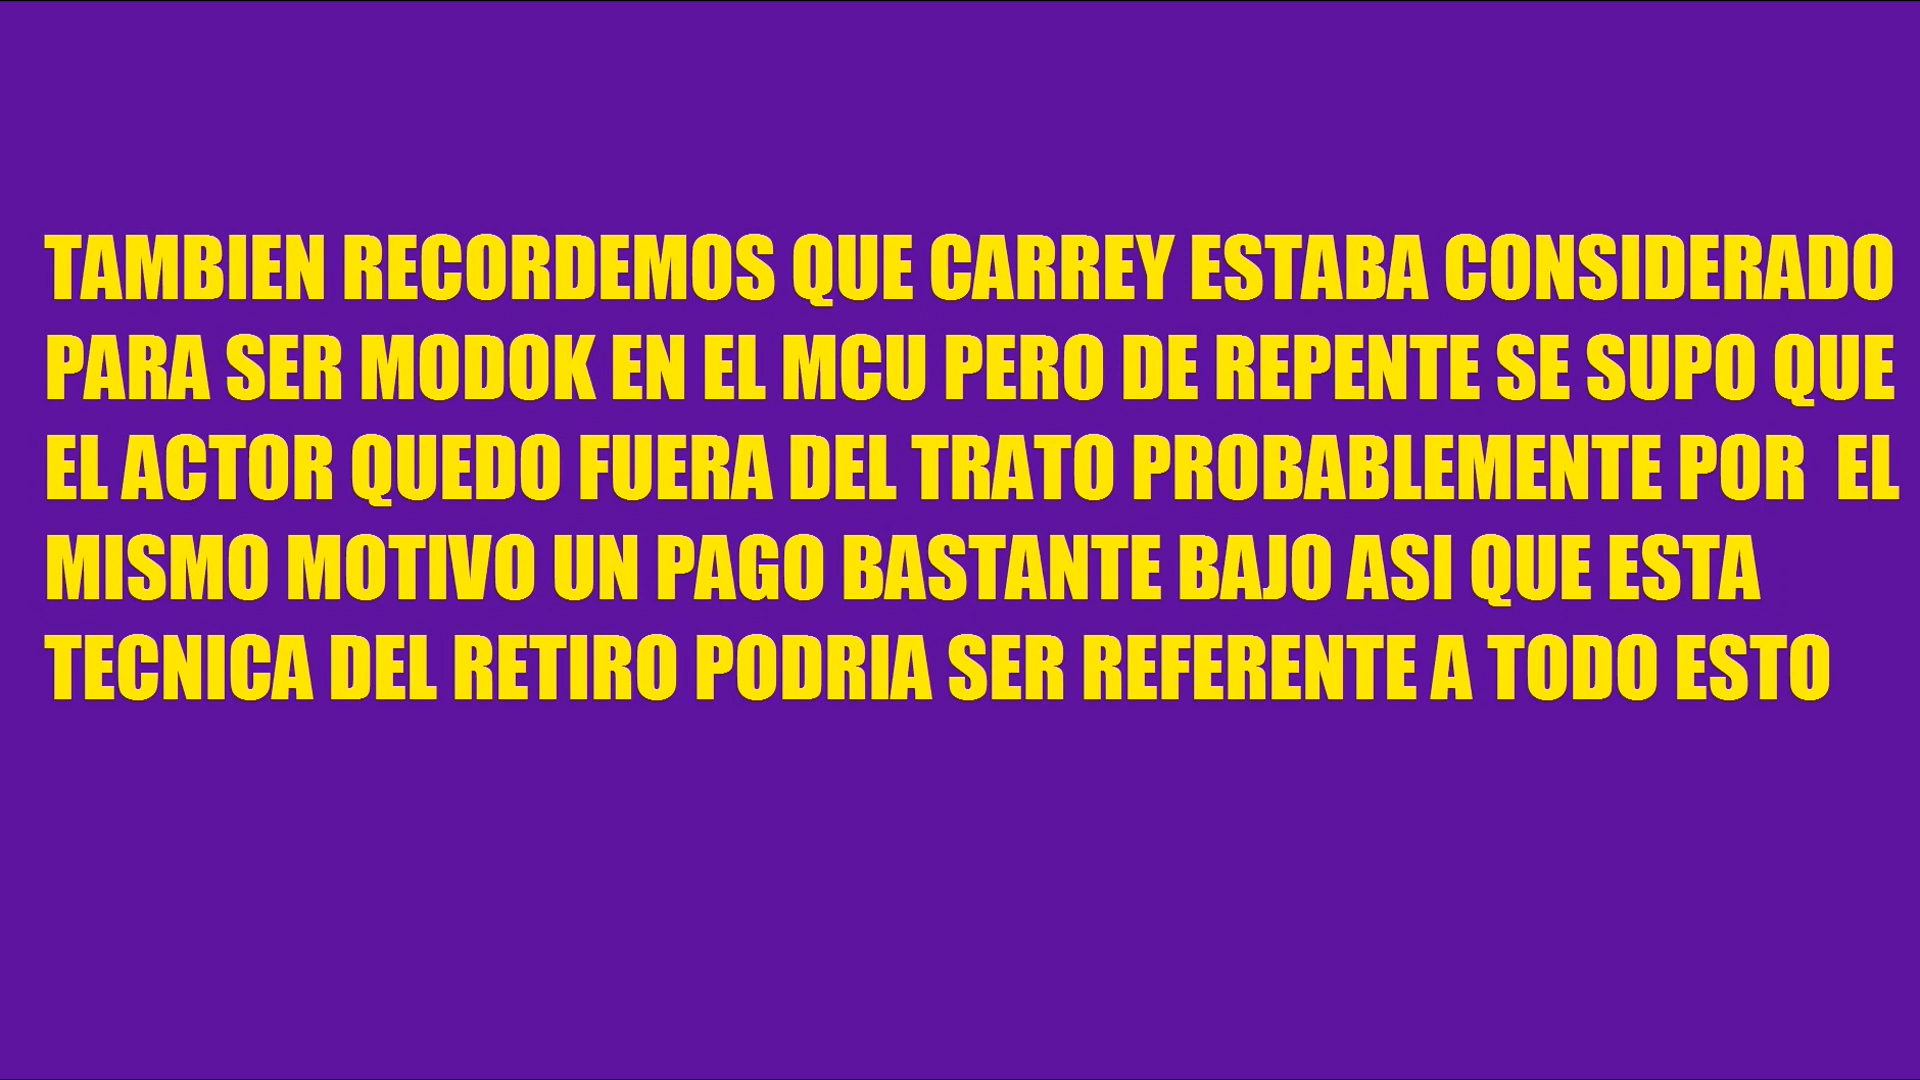 TAMBIEN RECORDEMOS QUE CARREY ESTABA CONSIDERADO
PARA SER MODOK EN EL MCU PERO DE REPENTE SE SUPO QUE
EL ACTOR QUEDO FUERA DEL TRATO PROBABLEMENTE POR  EL
MISMO MOTIVO UN PAGO BASTANTE BAJO ASI QUE ESTA
TECNICA DEL RETIRO PODRIA SER REFERENTE A TODO ESTO